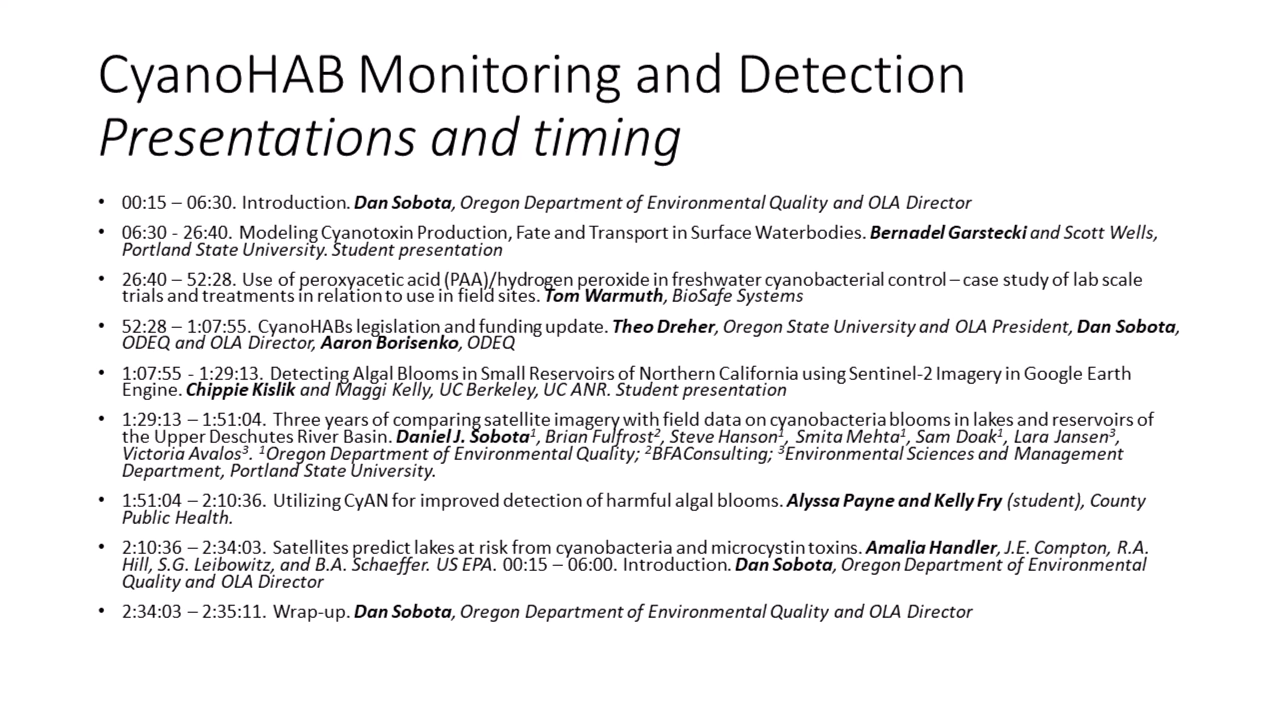 CyanoHAB Monitoring and Detection
Presentations and timing
• 00:15 – 06:30. Introduction. Dan Sobota, Oregon Department of Environmental Quality and OLA Director
• 06:30 - 26:40. Modeling Cyanotoxin Production, Fate and Transport in Surface Waterbodies. Bernadel Garstecki and Scott Wells,
Portland State University. Student presentation
• 26:40 – 52:28. Use of peroxyacetic acid (PAA)/hydrogen peroxide in freshwater cyanobacterial control – case study of lab scale
trials and treatments in relation to use in field sites. Tom Warmuth, BioSafe Systems
• 52:28 – 1:07:55. CyanoHABs legislation and funding update. Theo Dreher, Oregon State University and OLA President, Dan Sobota,
ODEQ and OLA Director, Aaron Borisenko, ODEQ
• 1:07:55 - 1:29:13. Detecting Algal Blooms in Small Reservoirs of Northern California using Sentinel-2 Imagery in Google Earth
Engine. Chippie Kislik and Maggi Kelly, UC Berkeley, UC ANR. Student presentation
• 1:29:13 – 1:51:04. Three years of comparing satellite imagery with field data on cyanobacteria blooms in lakes and reservoirs of
the Upper Deschutes River Basin. Daniel J. Sobota¹, Brian Fulfrost², Steve Hanson¹, Smita Mehta¹, Sam Doak¹, Lara Jansen³,
Victoria Avalos³. ¹Oregon Department of Environmental Quality; ²BFAConsulting; ³Environmental Sciences and Management
Department, Portland State University.
• 1:51:04 – 2:10:36. Utilizing CyAN for improved detection of harmful algal blooms. Alyssa Payne and Kelly Fry (student), County
Public Health.
• 2:10:36 – 2:34:03. Satellites predict lakes at risk from cyanobacteria and microcystin toxins. Amalia Handler, J.E. Compton, R.A.
Hill, S.G. Leibowitz, and B.A. Schaeffer. US EPA. 00:15 – 06:00. Introduction. Dan Sobota, Oregon Department of Environmental
Quality and OLA Director
• 2:34:03 – 2:35:11. Wrap-up. Dan Sobota, Oregon Department of Environmental Quality and OLA Director